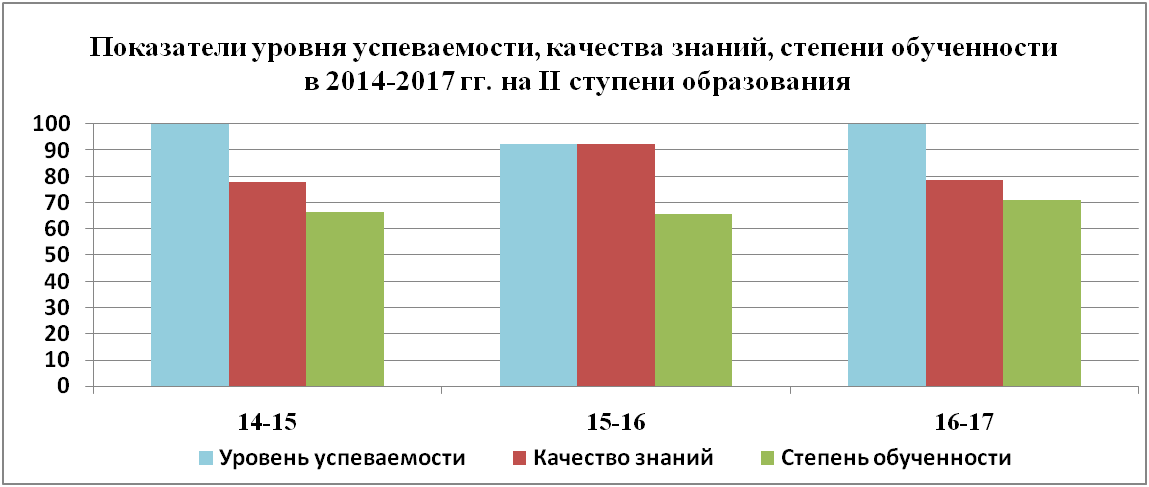 Показатели уровня успеваемости, качества знаний, степени обученности
в 2014-2017 гг. на II ступени образования
100
90
80
70
60
50
40
30
20
10
0
14-15 15-16 16-17
Уровень успеваемости Качество знаний Степень обученности